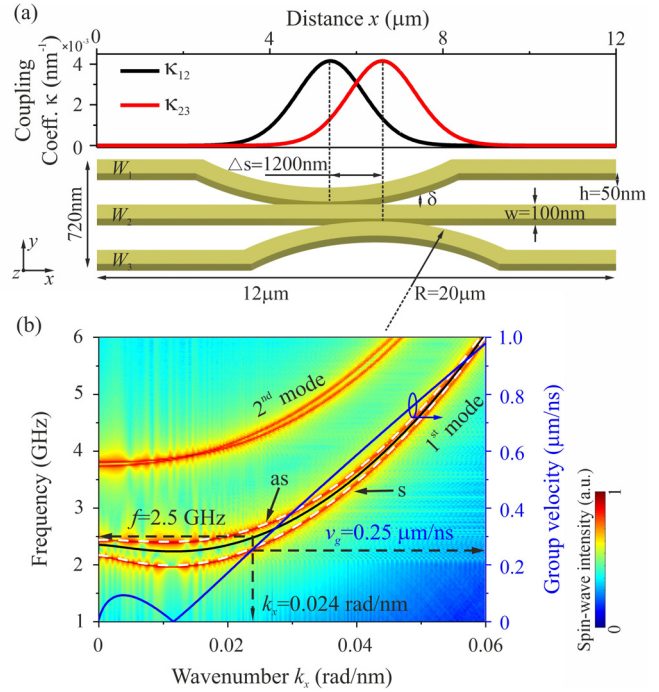 (a)
Distance x (μm)
0 4 8 12
×10⁻³
Coupling
Coeff. κ (nm⁻¹)
4
2
0
κ₁₂
κ₂₃
△s=1200nm
W₁
W₂
W₃
δ
h=50nm
w=100nm
720nm
y
z x
12μm
R=20μm
(b)
Frequency (GHz)
6
5
4
3
2
1
2ⁿᵈ mode
1ˢᵗ mode
as
s
f=2.5 GHz
v_g=0.25 μm/ns
kₓ=0.024 rad/nm
0 0.02 0.04 0.06
Wavenumber kₓ (rad/nm)
1.0
0.8
0.6
0.4
0.2
0
Group velocity (μm/ns)
Spin-wave intensity (a.u.)
1
0